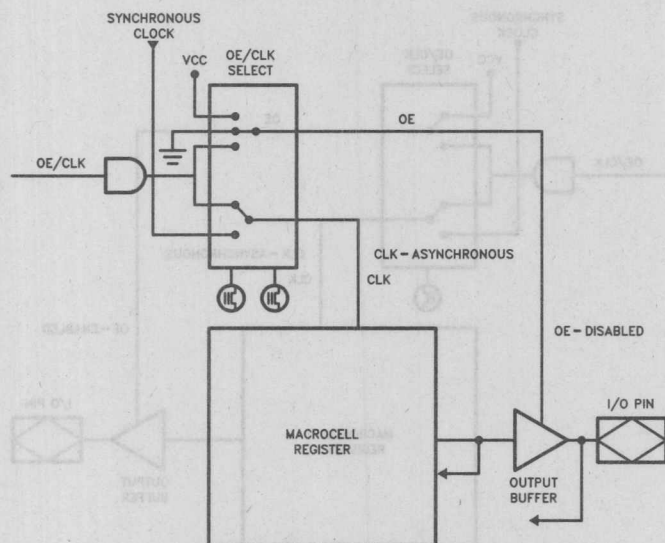 SYNCHRONOUS
CLOCK
OE/CLK
SELECT
VCC
OE
OE/CLK
CLK–ASYNCHRONOUS
CLK
OE–DISABLED
I/O PIN
MACROCELL
REGISTER
OUTPUT
BUFFER